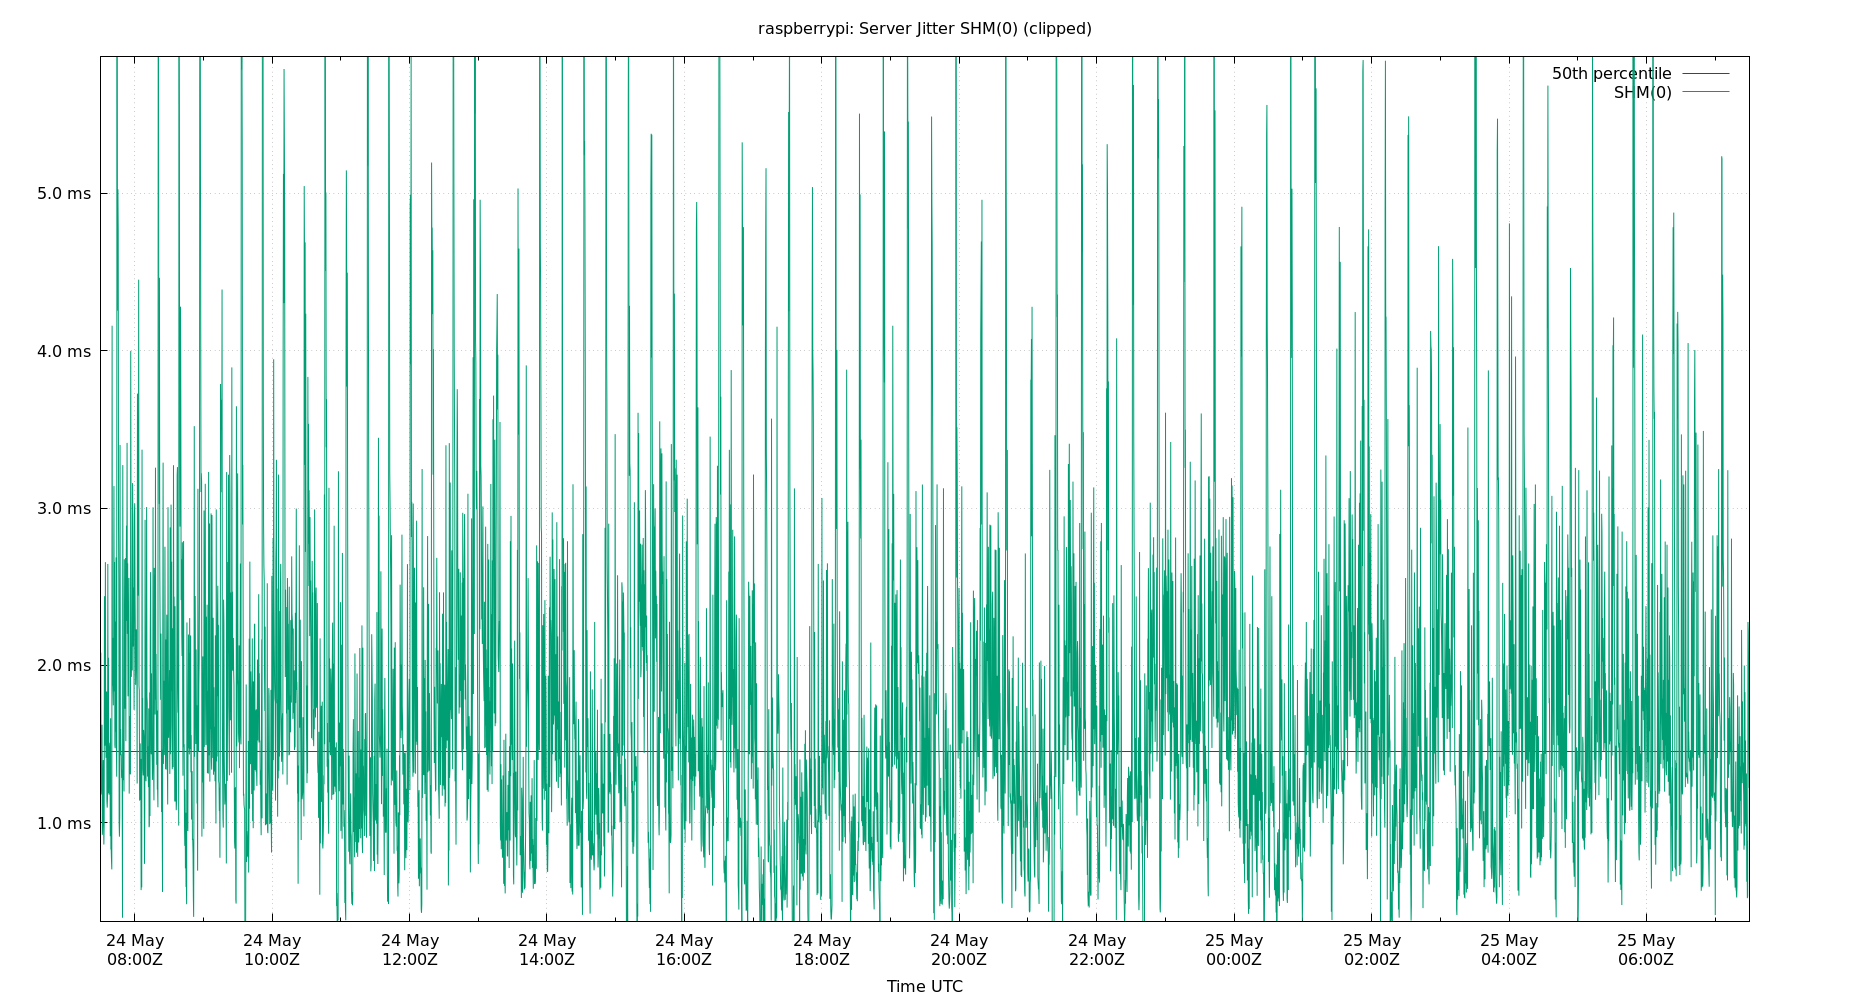 raspberrypi: Server Jitter SHM(0) (clipped)
50th percentile
SHM(0)
5.0 ms
4.0 ms
3.0 ms
2.0 ms
1.0 ms
24 May 24 May 24 May 24 May 24 May 24 May 24 May 24 May 25 May 25 May 25 May 25 May
08:00Z 10:00Z 12:00Z 14:00Z 16:00Z 18:00Z 20:00Z 22:00Z 00:00Z 02:00Z 04:00Z 06:00Z
Time UTC